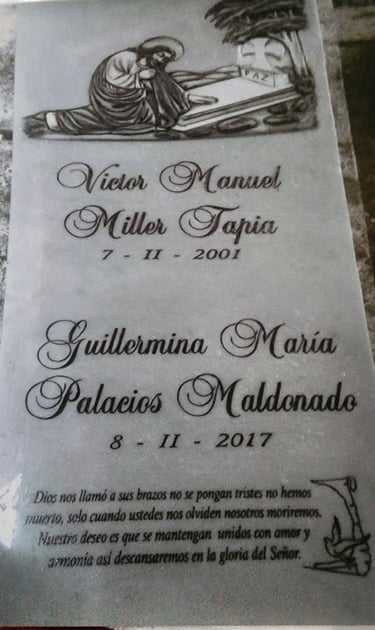 PAZ
Victor Manuel
Miller Tapia
7 - II - 2001
Guillermina María
Palacios Maldonado
8 - II - 2017
Dios nos llamó a sus brazos no se pongan tristes no hemos
muerto, solo cuando ustedes nos olviden nosotros moriremos.
Nuestro deseo es que se mantengan unidos con amor y
armonía así descansaremos en la gloria del Señor.